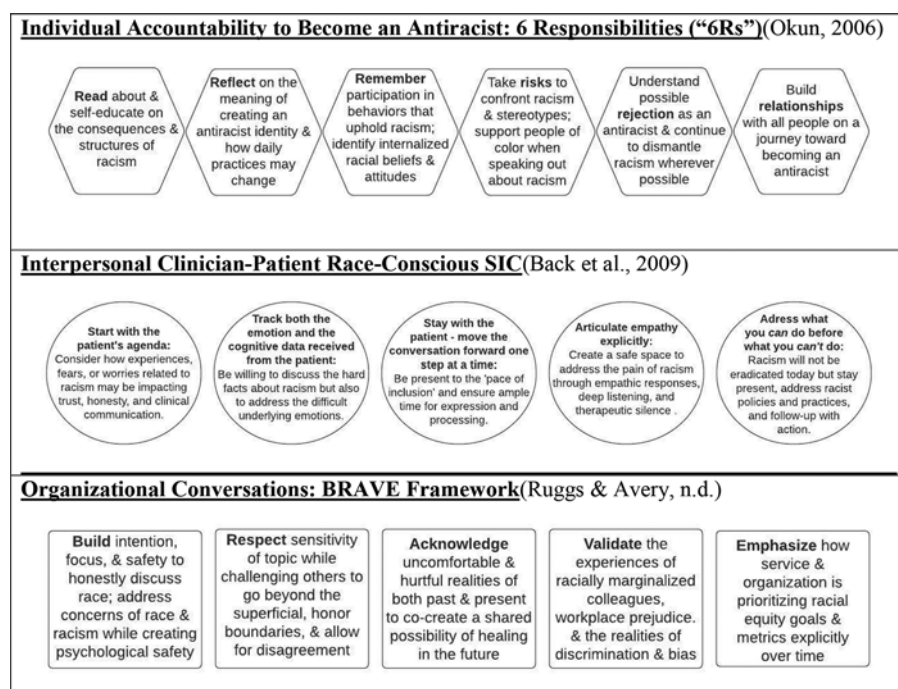 Individual Accountability to Become an Antiracist: 6 Responsibilities (“6Rs”)(Okun, 2006)
Read about &
self-educate on
the consequences &
structures of
racism
Reflect on the
meaning of
creating an
antiracist identity &
how daily
practices may
change
Remember
participation in
behaviors that
uphold racism;
identify internalized
racial beliefs &
attitudes
Take risks to
confront racism
& stereotypes;
support people of
color when
speaking out
about racism
Understand
possible
rejection as an
antiracist & continue
to dismantle
racism wherever
possible
Build
relationships
with all people on a
journey toward
becoming an
antiracist
Interpersonal Clinician-Patient Race-Conscious SIC(Back et al., 2009)
Start with the
patient's agenda:
Consider how experiences,
fears, or worries related to
racism may be impacting
trust, honesty, and clinical
communication.
Track both the
emotion and the
cognitive data received
from the patient:
Be willing to discuss the hard
facts about racism but also
to address the difficult
underlying emotions.
Stay with the
patient - move the
conversation forward one
step at a time:
Be present to the 'pace of
inclusion' and ensure ample
time for expression and
processing.
Articulate empathy
explicitly:
Create a safe space to
address the pain of racism
through empathic responses,
deep listening, and
therapeutic silence .
Adress what
you can do before
what you can't do:
Racism will not be
eradicated today but stay
present, address racist
policies and practices,
and follow-up with
action.
Organizational Conversations: BRAVE Framework(Ruggs & Avery, n.d.)
Build intention,
focus, & safety to
honestly discuss
race; address
concerns of race &
racism while creating
psychological safety
Respect sensitivity
of topic while
challenging others to
go beyond the
superficial, honor
boundaries, & allow
for disagreement
Acknowledge
uncomfortable &
hurtful realities of
both past & present
to co-create a shared
possibility of healing
in the future
Validate the
experiences of
racially marginalized
colleagues,
workplace prejudice.
& the realities of
discrimination & bias
Emphasize how
service &
organization is
prioritizing racial
equity goals &
metrics explicitly
over time